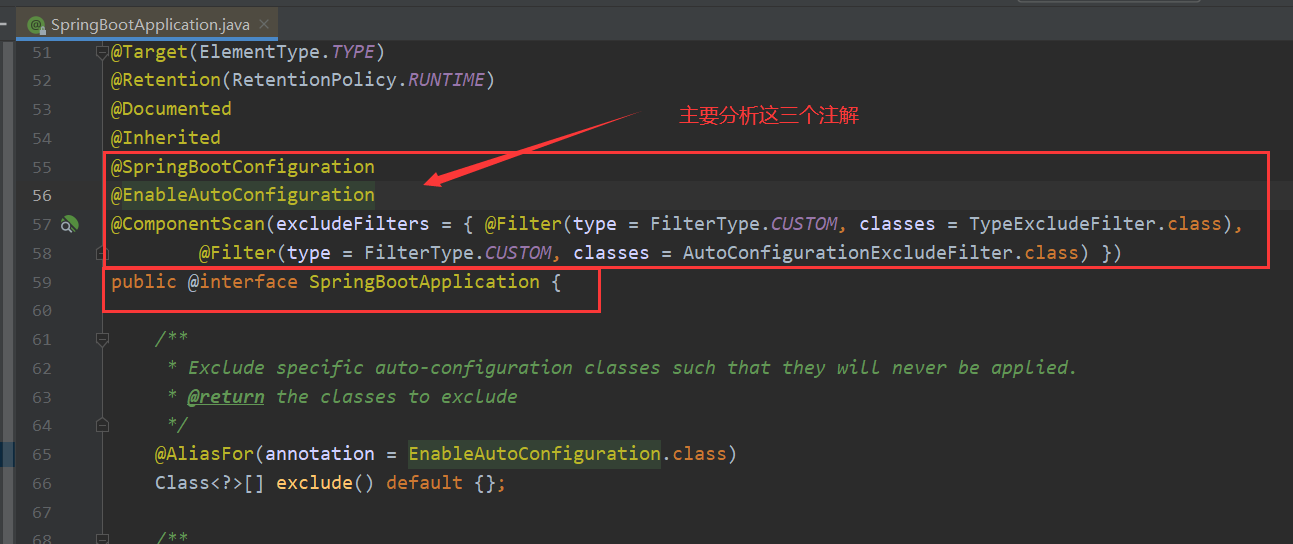 SpringBootApplication.java
51 @Target(ElementType.TYPE)
52 @Retention(RetentionPolicy.RUNTIME)
53 @Documented
54 @Inherited
主要分析这三个注解
55 @SpringBootConfiguration
56 @EnableAutoConfiguration
57 @ComponentScan(excludeFilters = { @Filter(type = FilterType.CUSTOM, classes = TypeExcludeFilter.class),
58 @Filter(type = FilterType.CUSTOM, classes = AutoConfigurationExcludeFilter.class) })
59 public @interface SpringBootApplication {
60
61 /**
62 * Exclude specific auto-configuration classes such that they will never be applied.
63 * @return the classes to exclude
64 */
65 @AliasFor(annotation = EnableAutoConfiguration.class)
66 Class<?>[] exclude() default {};
67
68 /**